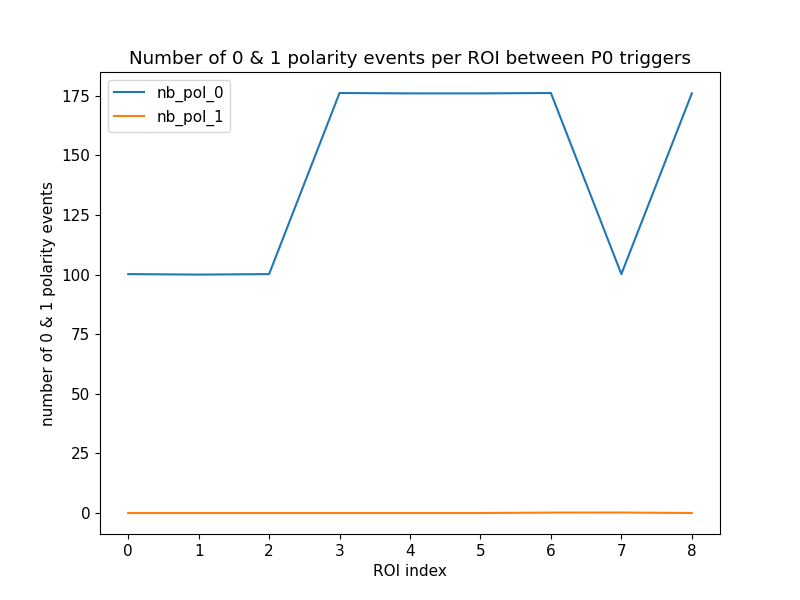 Number of 0 & 1 polarity events per ROI between P0 triggers
nb_pol_0
nb_pol_1
number of 0 & 1 polarity events
175
150
125
100
75
50
25
0
0 1 2 3 4 5 6 7 8
ROI index